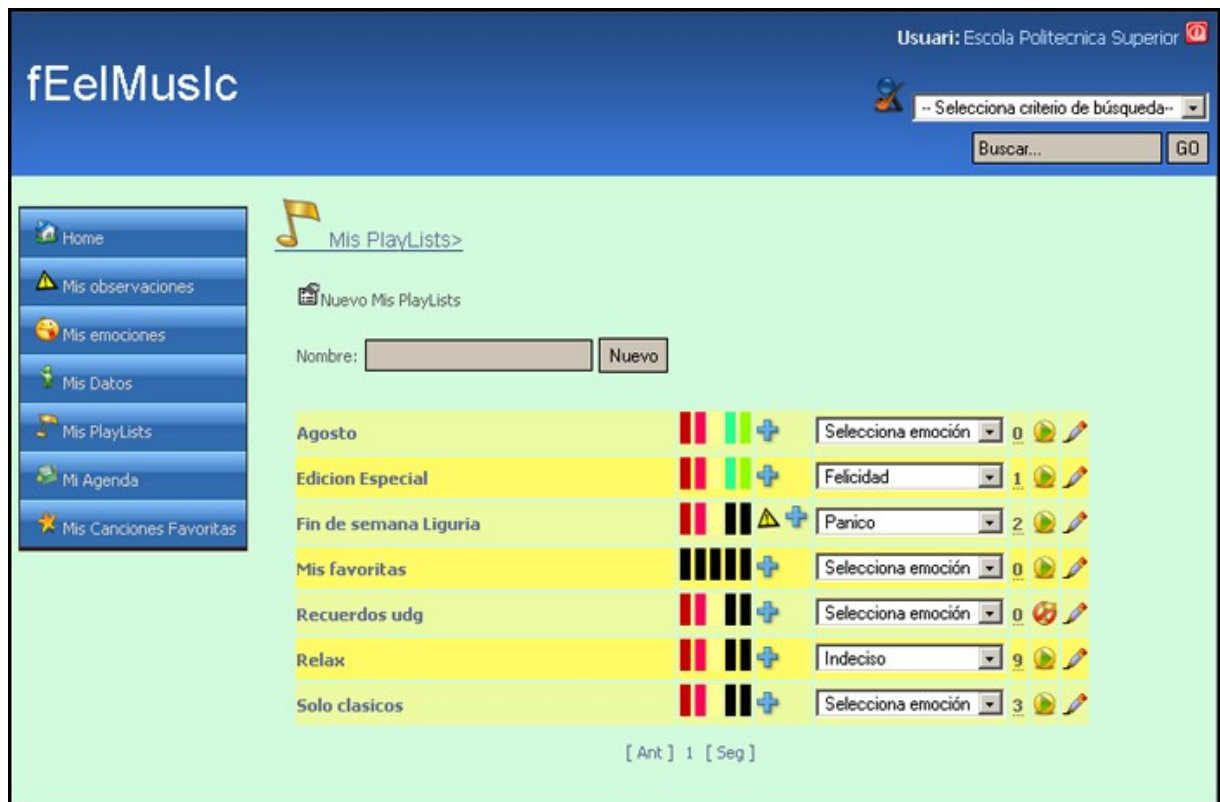 Usuari: Escola Politecnica Superior
fEelMusIc
-- Selecciona criterio de búsqueda--
Buscar... GO
Home
Mis observaciones
Mis emociones
Mis Datos
Mis PlayLists
Mi Agenda
Mis Canciones Favoritas
Mis PlayLists>
Nuevo Mis PlayLists
Nombre: Nuevo
Agosto Selecciona emoción 0
Edicion Especial Felicidad 1
Fin de semana Liguria Panico 2
Mis favoritas Selecciona emoción 0
Recuerdos udg Selecciona emoción 0
Relax Indeciso 9
Solo clasicos Selecciona emoción 3
[ Ant ] 1 [ Seg ]